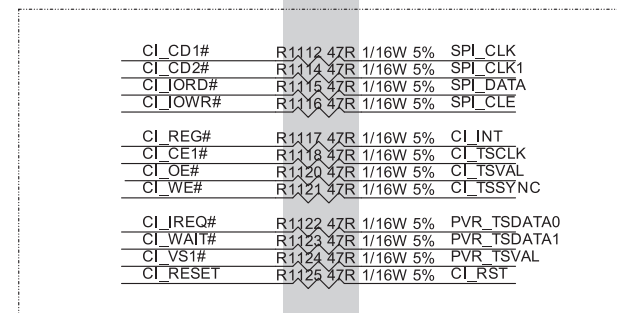 CI_CD1# R1112 47R 1/16W 5% SPI_CLK
CI_CD2# R1114 47R 1/16W 5% SPI_CLK1
CI_IORD# R1115 47R 1/16W 5% SPI_DATA
CI_IOWR# R1116 47R 1/16W 5% SPI_CLE
CI_REG# R1117 47R 1/16W 5% CI_INT
CI_CE1# R1118 47R 1/16W 5% CI_TSCLK
CI_OE# R1120 47R 1/16W 5% CI_TSVAL
CI_WE# R1121 47R 1/16W 5% CI_TSSYNC
CI_IREQ# R1122 47R 1/16W 5% PVR_TSDATA0
CI_WAIT# R1123 47R 1/16W 5% PVR_TSDATA1
CI_VS1# R1124 47R 1/16W 5% PVR_TSVAL
CI_RESET R1125 47R 1/16W 5% CI_RST